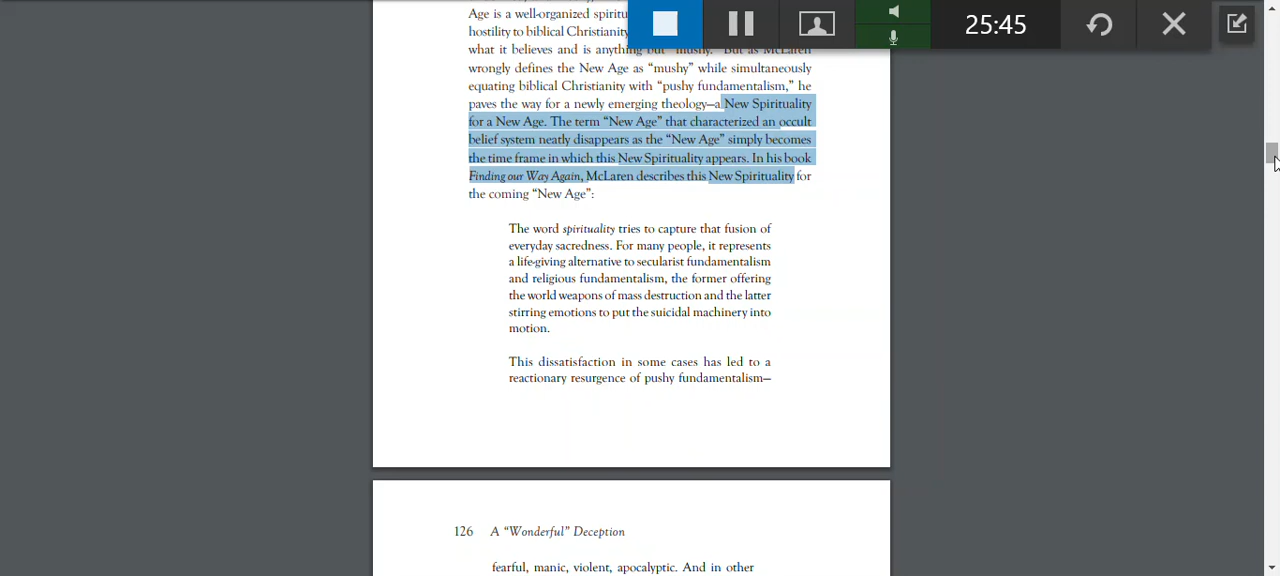 Age is a well-organized
hostility to biblical Christianity
25:45
what it believes and is anything but “mushy.” But as McLaren
wrongly defines the New Age as “mushy” while simultaneously
equating biblical Christianity with “pushy fundamentalism,” he
paves the way for a newly emerging theology—a New Spirituality
for a New Age. The term “New Age” that characterized an occult
belief system neatly disappears as the “New Age” simply becomes
the time frame in which this New Spirituality appears. In his book
Finding our Way Again, McLaren describes this New Spirituality for
the coming “New Age”:
The word spirituality tries to capture that fusion of
everyday sacredness. For many people, it represents
a life-giving alternative to secularist fundamentalism
and religious fundamentalism, the former offering
the world weapons of mass destruction and the latter
stirring emotions to put the suicidal machinery into
motion.
This dissatisfaction in some cases has led to a
reactionary resurgence of pushy fundamentalism—
126 A “Wonderful” Deception
fearful, manic, violent, apocalyptic. And in other